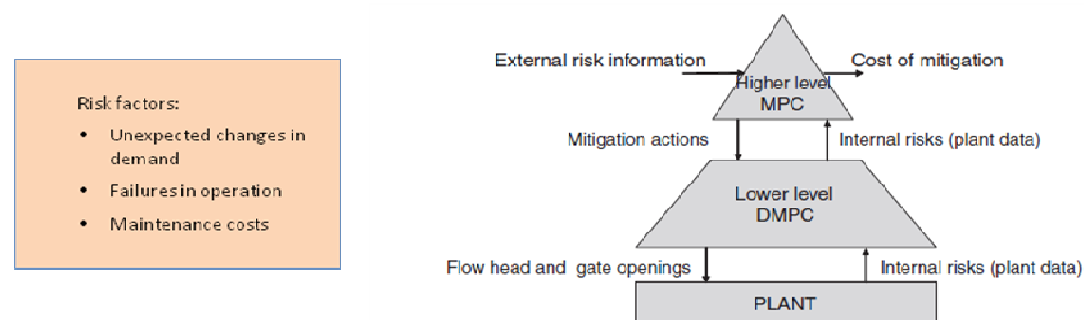 Risk factors:
• Unexpected changes in
demand
• Failures in operation
• Maintenance costs
External risk information
Cost of mitigation
Higher level
MPC
Mitigation actions
Internal risks (plant data)
Lower level
DMPC
Flow head and gate openings
Internal risks (plant data)
PLANT